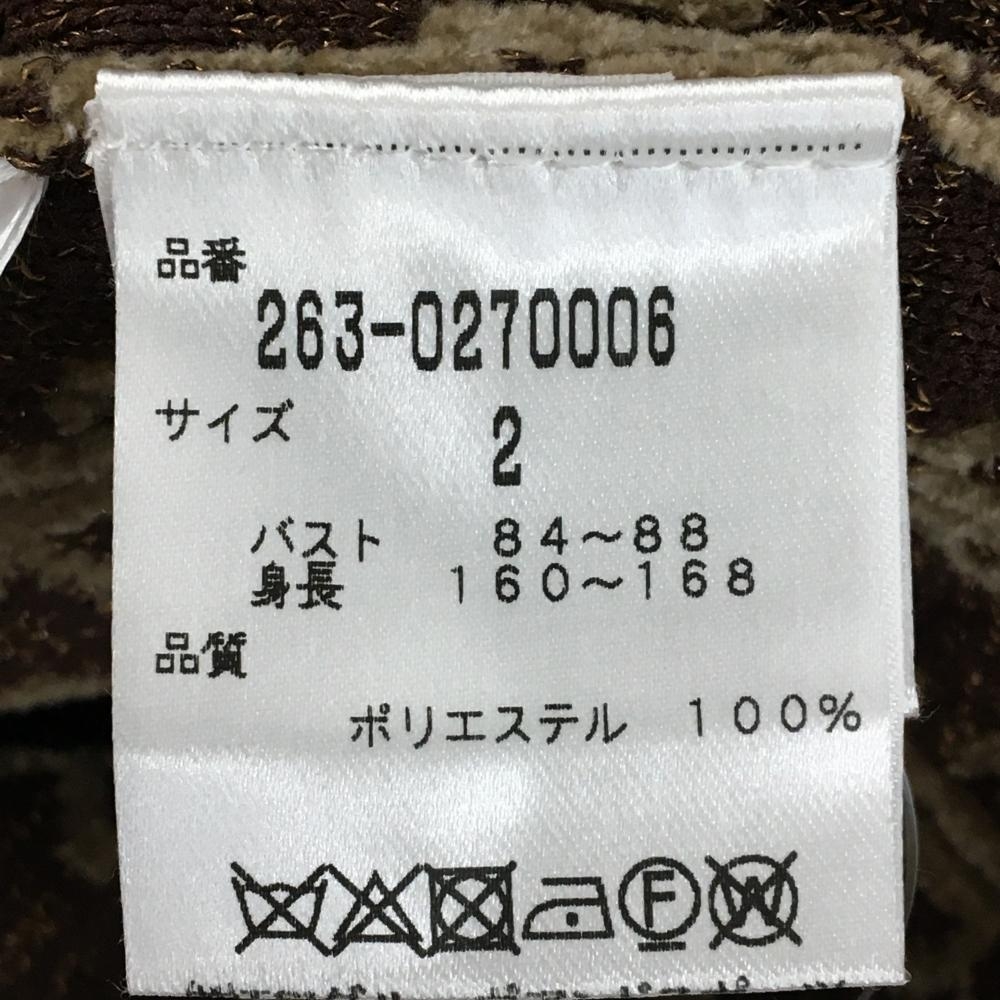 品番
263-0270006
サイズ 2
バスト 84～88
身長 160～168
品質
ポリエステル 100%
F W